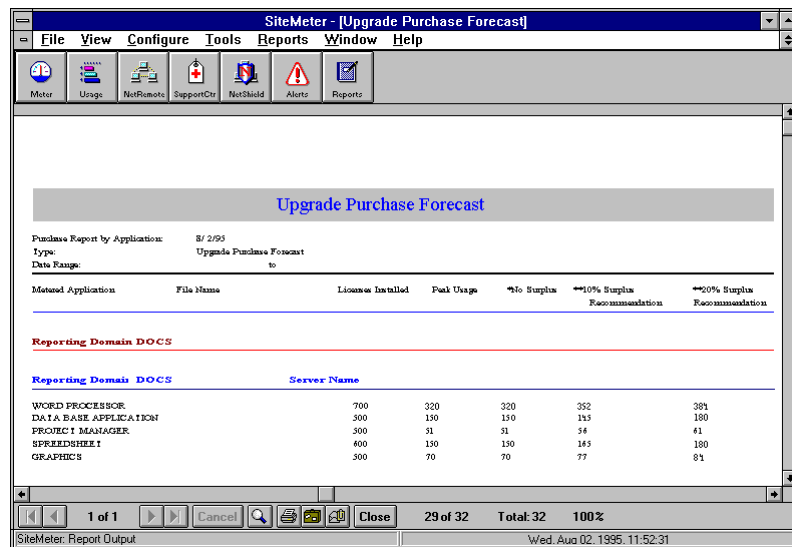 SiteMeter - [Upgrade Purchase Forecast]
File View Configure Tools Reports Window Help
Meter Usage NetRemote SupportCtr NetShield Alerts Reports
Upgrade Purchase Forecast
Purchase Report by Application: 8/ 2/95
Type: Upgrade Purchase Forecast
Date Range: to
Metered Application File Name Licenses Installed Peak Usage *No Surplus **10% Surplus Recommendation **20% Surplus Recommendation
Reporting Domain DOCS
Reporting Domain DOCS Server Name
WORD PROCESSOR 700 320 320 352 384
DATA BASE APPLICATION 500 150 150 180
PROJECT MANAGER 500 51 51 56 61
SPREEDSHEET 600 150 150 165 180
GRAPHICS 500 70 70 77 84
1 of 1 Cancel Close 29 of 32 Total: 32 100%
SiteMeter: Report Output Wed. Aug 02, 1995, 11:52:31